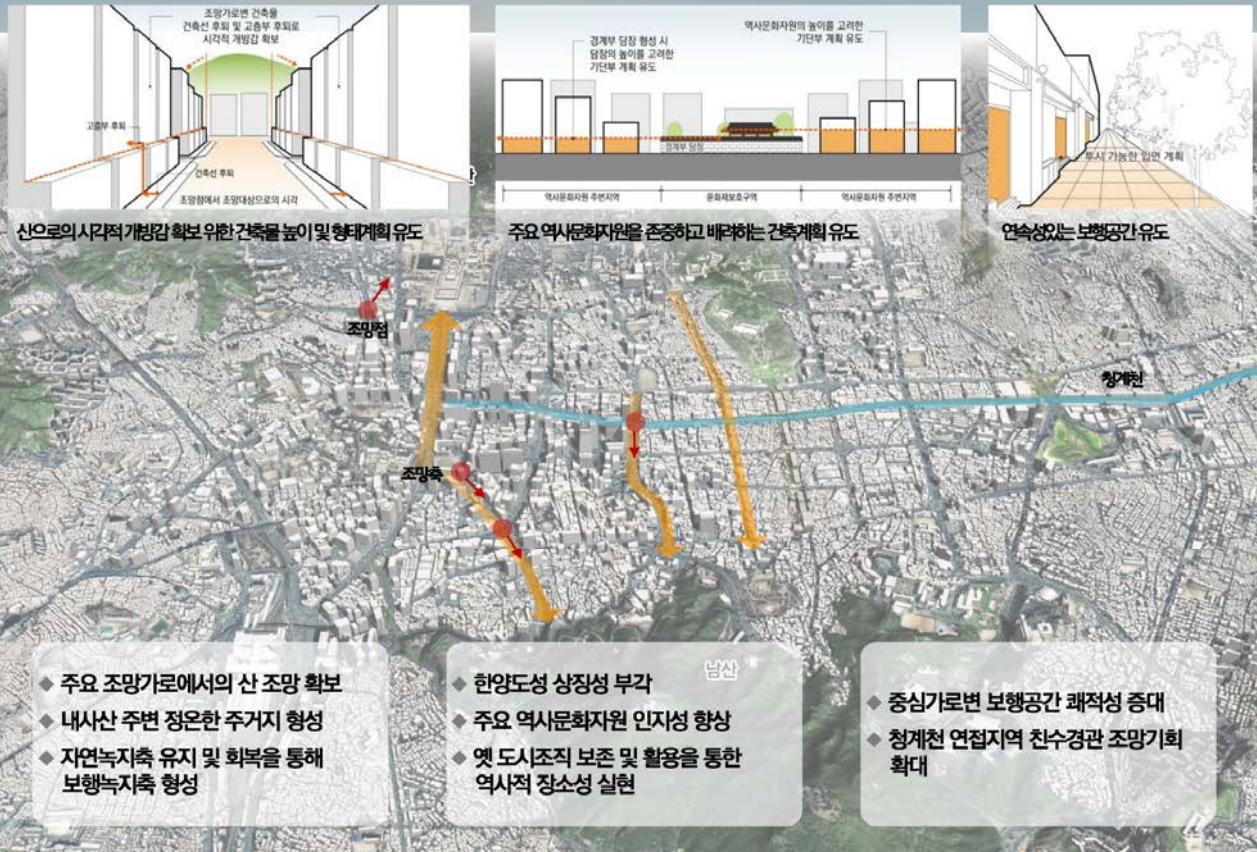 조망가로변 건축물
건축선 후퇴 및 고층부 후퇴로
시각적 개방감 확보
고층부 후퇴
건축선 후퇴
조망점에서 조망대상으로의 시각
산으로의 시각적 개방감 확보 위한 건축물 높이 및 형태계획 유도
경계부 담장 형성 시
담장의 높이를 고려한
기단부 계획 유도
역사문화자원의 높이를 고려한
기단부 계획 유도
경계부 담장
역사문화자원 주변지역
문화재보호구역
역사문화자원 주변지역
주요 역사문화자원을 존중하고 배려하는 건축계획 유도
투시 가능한 입면 계획
연속성있는 보행공간 유도
조망점
청계천
조망축
남산
◆ 주요 조망가로에서의 산 조망 확보
◆ 내사산 주변 정온한 주거지 형성
◆ 자연녹지축 유지 및 회복을 통해
보행녹지축 형성
◆ 한양도성 상징성 부각
◆ 주요 역사문화자원 인지성 향상
◆ 옛 도시조직 보존 및 활용을 통한
역사적 장소성 실현
◆ 중심가로변 보행공간 쾌적성 증대
◆ 청계천 연접지역 친수경관 조망기회
확대